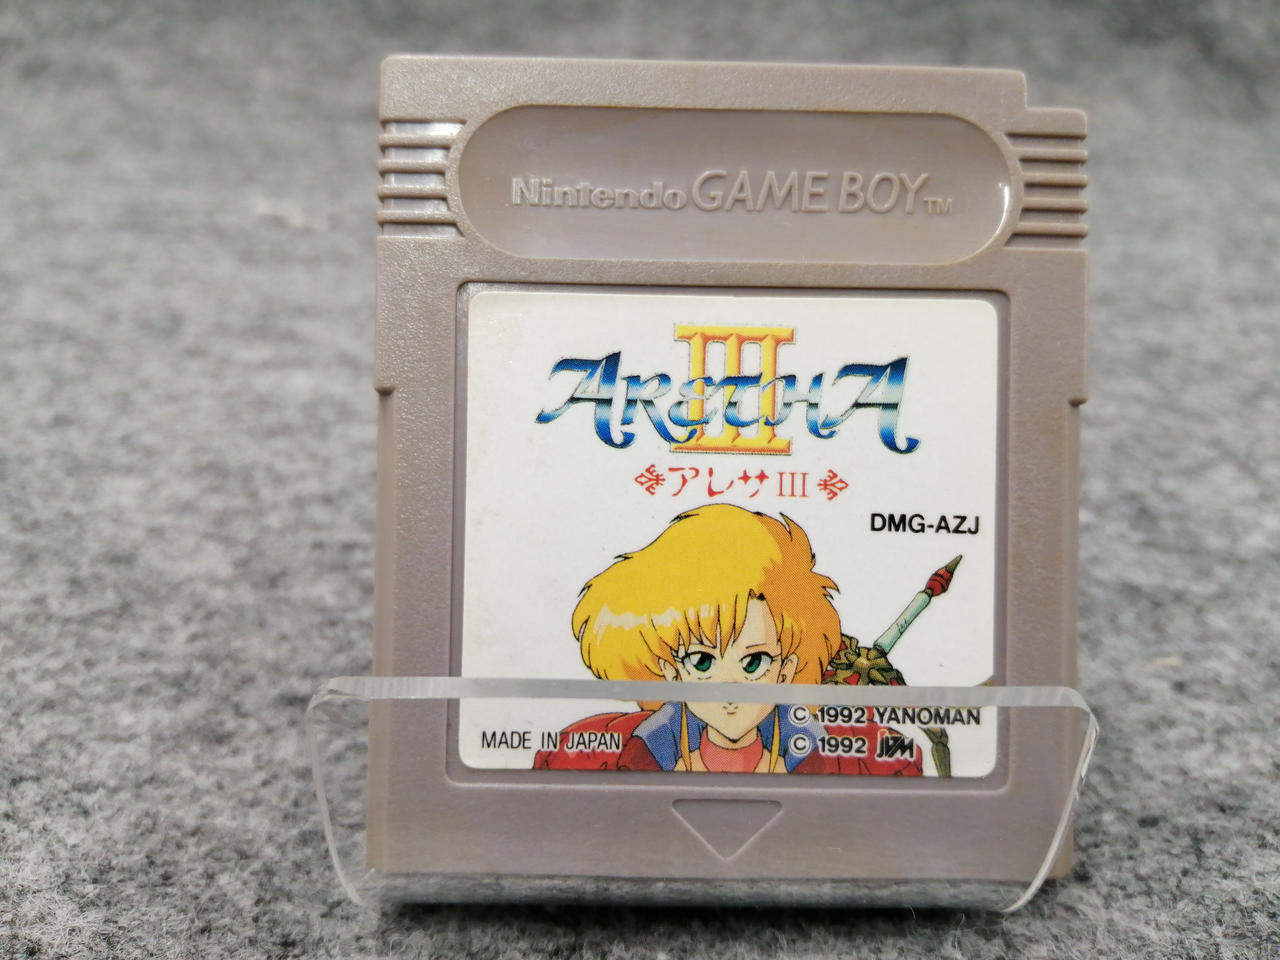 Nintendo GAME BOY™
ARETHA III
アレサIII
DMG-AZJ
© 1992 YANOMAN
MADE IN JAPAN
© 1992 JVM